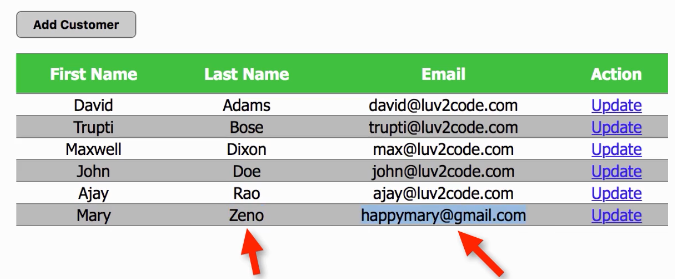 Add Customer
First Name Last Name Email Action
David Adams david@luv2code.com Update
Trupti Bose trupti@luv2code.com Update
Maxwell Dixon max@luv2code.com Update
John Doe john@luv2code.com Update
Ajay Rao ajay@luv2code.com Update
Mary Zeno happymary@gmail.com Update